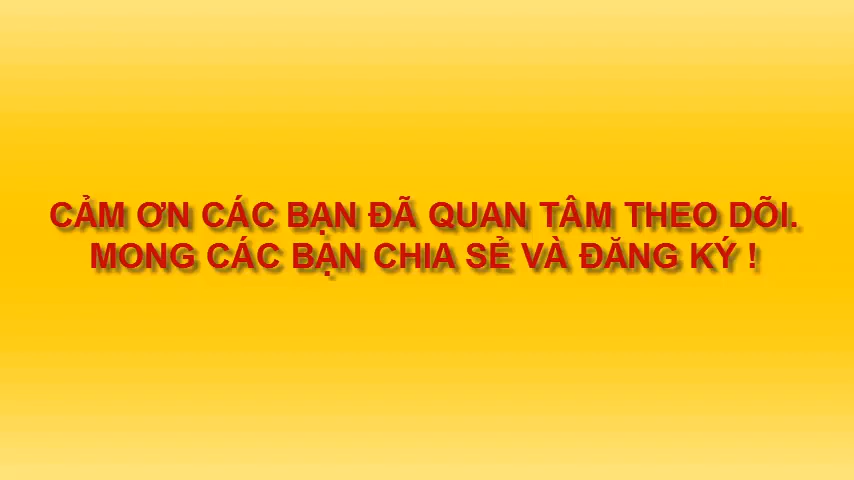 CẢM ƠN CÁC BẠN ĐÃ QUAN TÂM THEO DÕI.
MONG CÁC BẠN CHIA SẺ VÀ ĐĂNG KÝ !